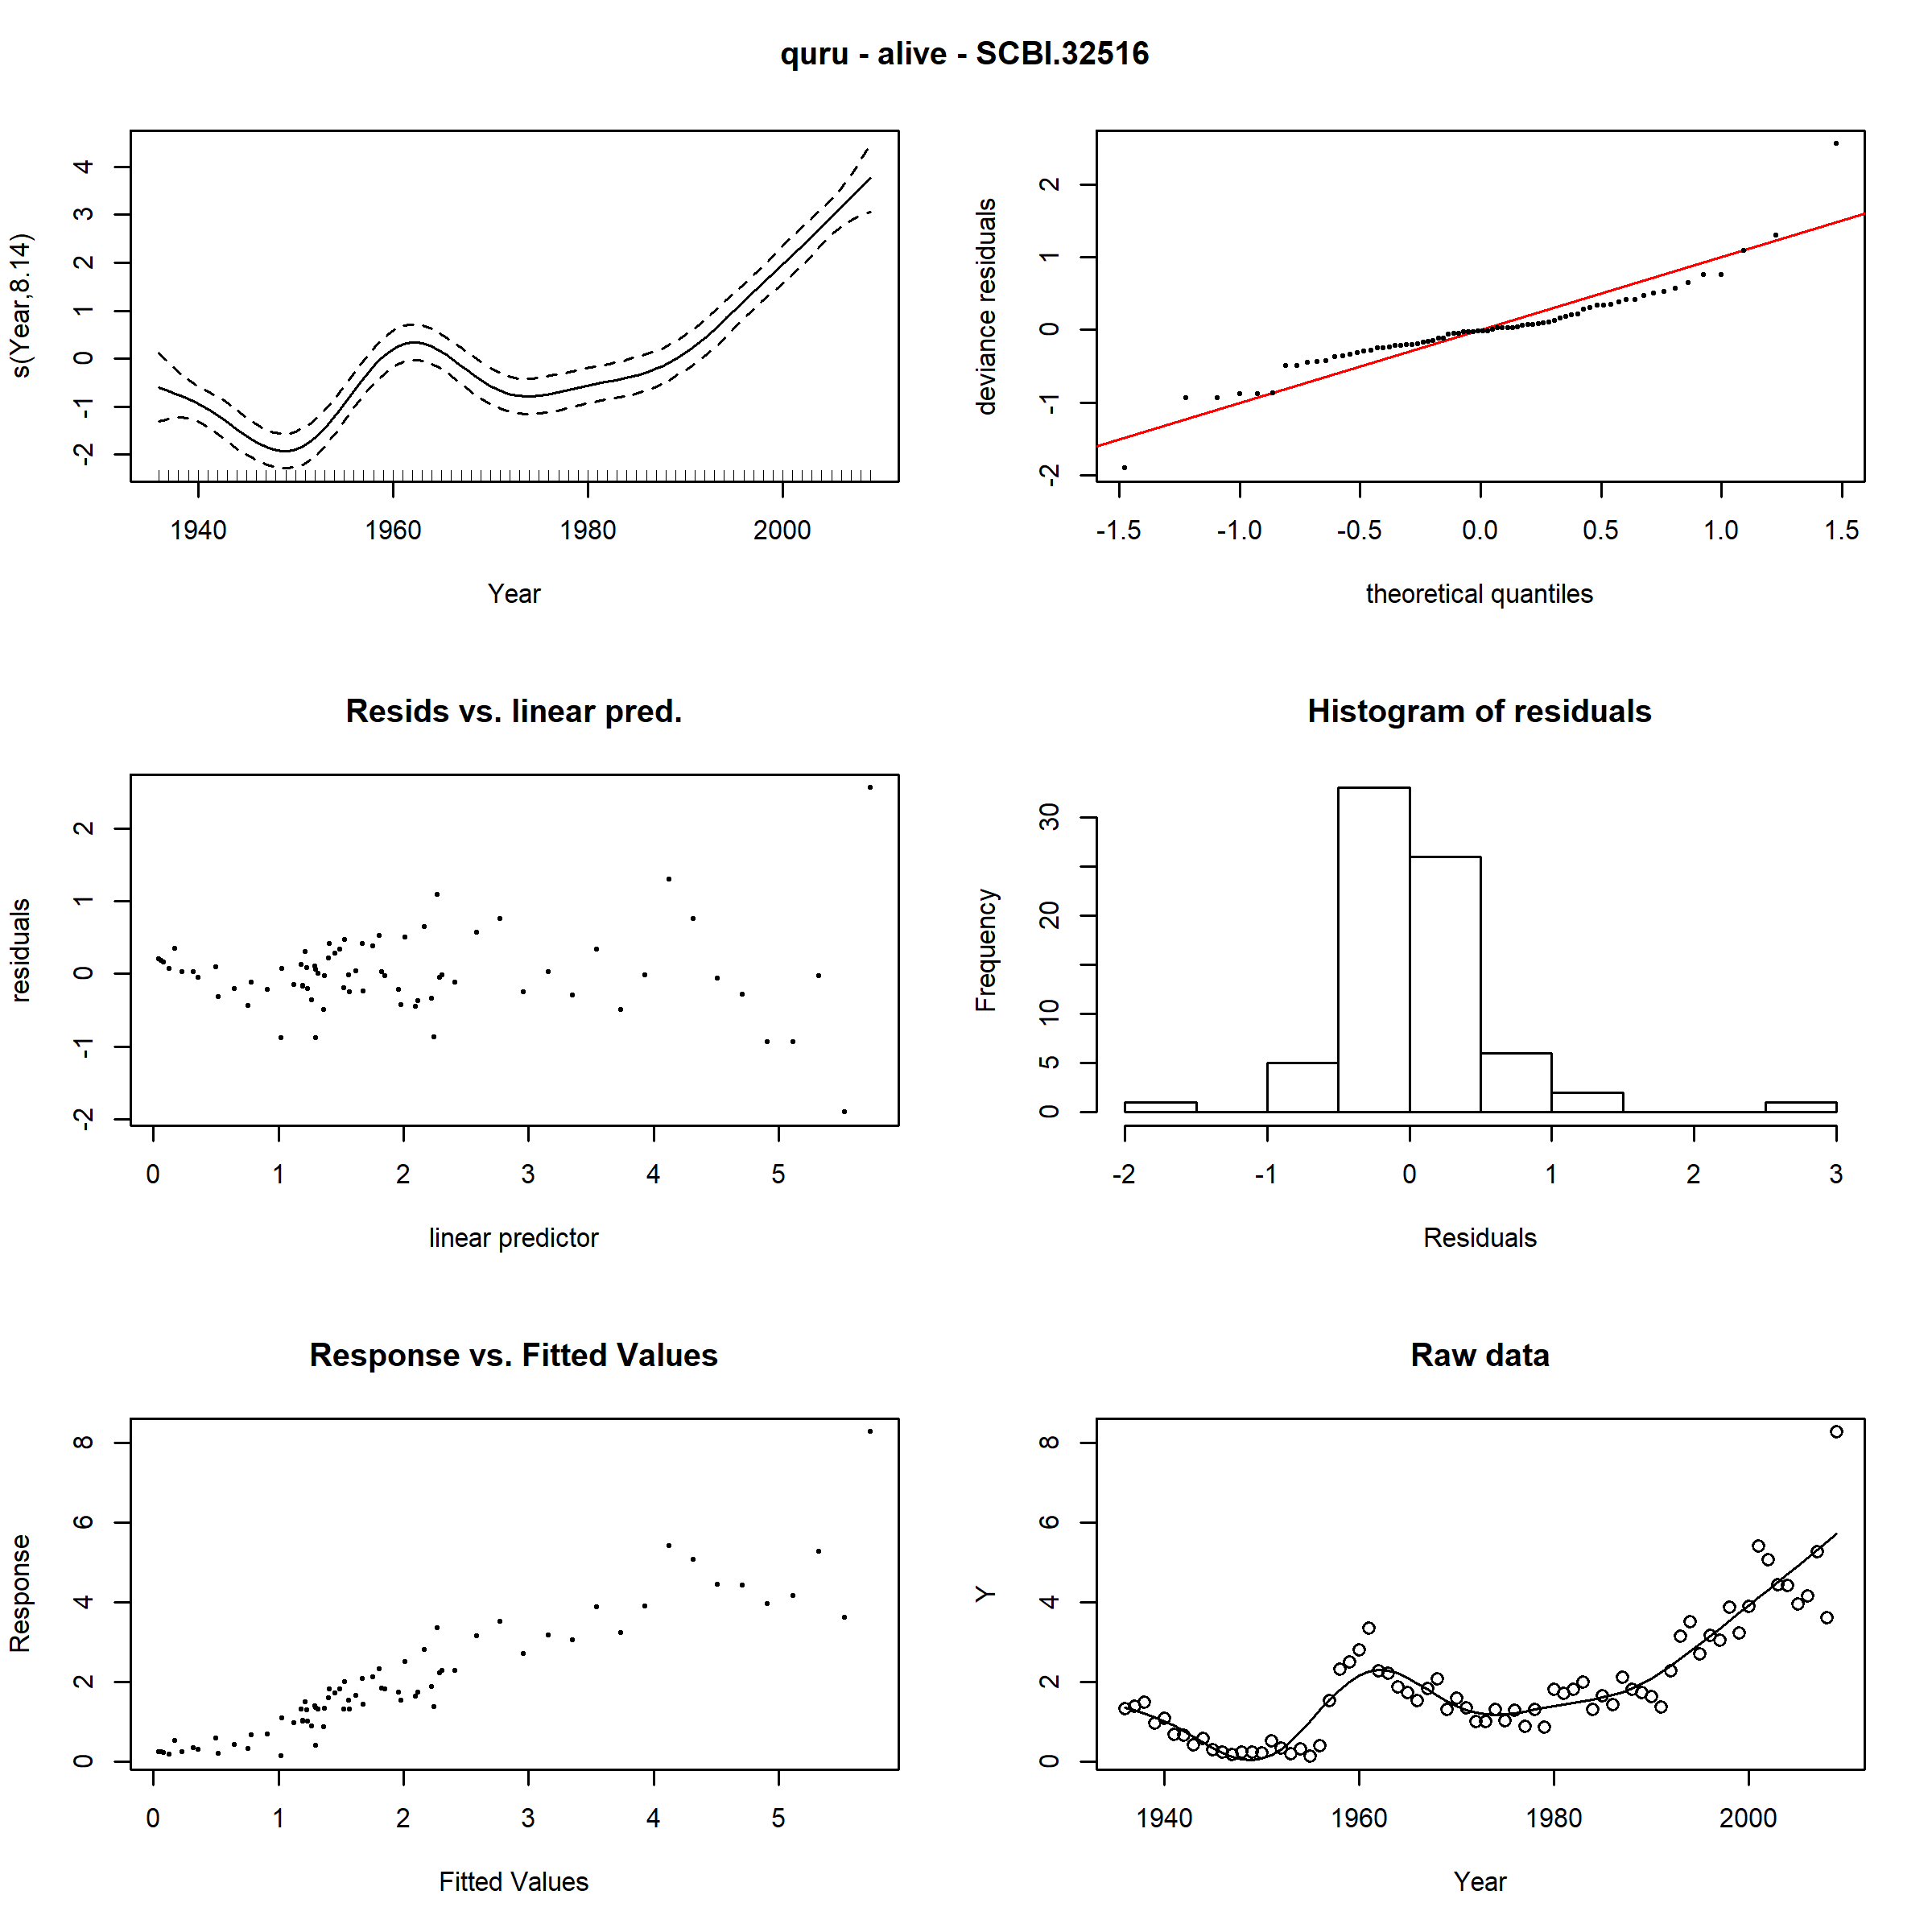 quru - alive - SCBI.32516
s(Year,8.14)
4
3
2
1
0
-1
-2
1940 1960 1980 2000
Year
deviance residuals
2
1
0
-1
-2
-1.5 -1.0 -0.5 0.0 0.5 1.0 1.5
theoretical quantiles
Resids vs. linear pred.
residuals
2
1
0
-1
-2
0 1 2 3 4 5
linear predictor
Histogram of residuals
Frequency
30
20
10
5
0
-2 -1 0 1 2 3
Residuals
Response vs. Fitted Values
Response
8
6
4
2
0
0 1 2 3 4 5
Fitted Values
Raw data
Y
8
6
4
2
0
1940 1960 1980 2000
Year